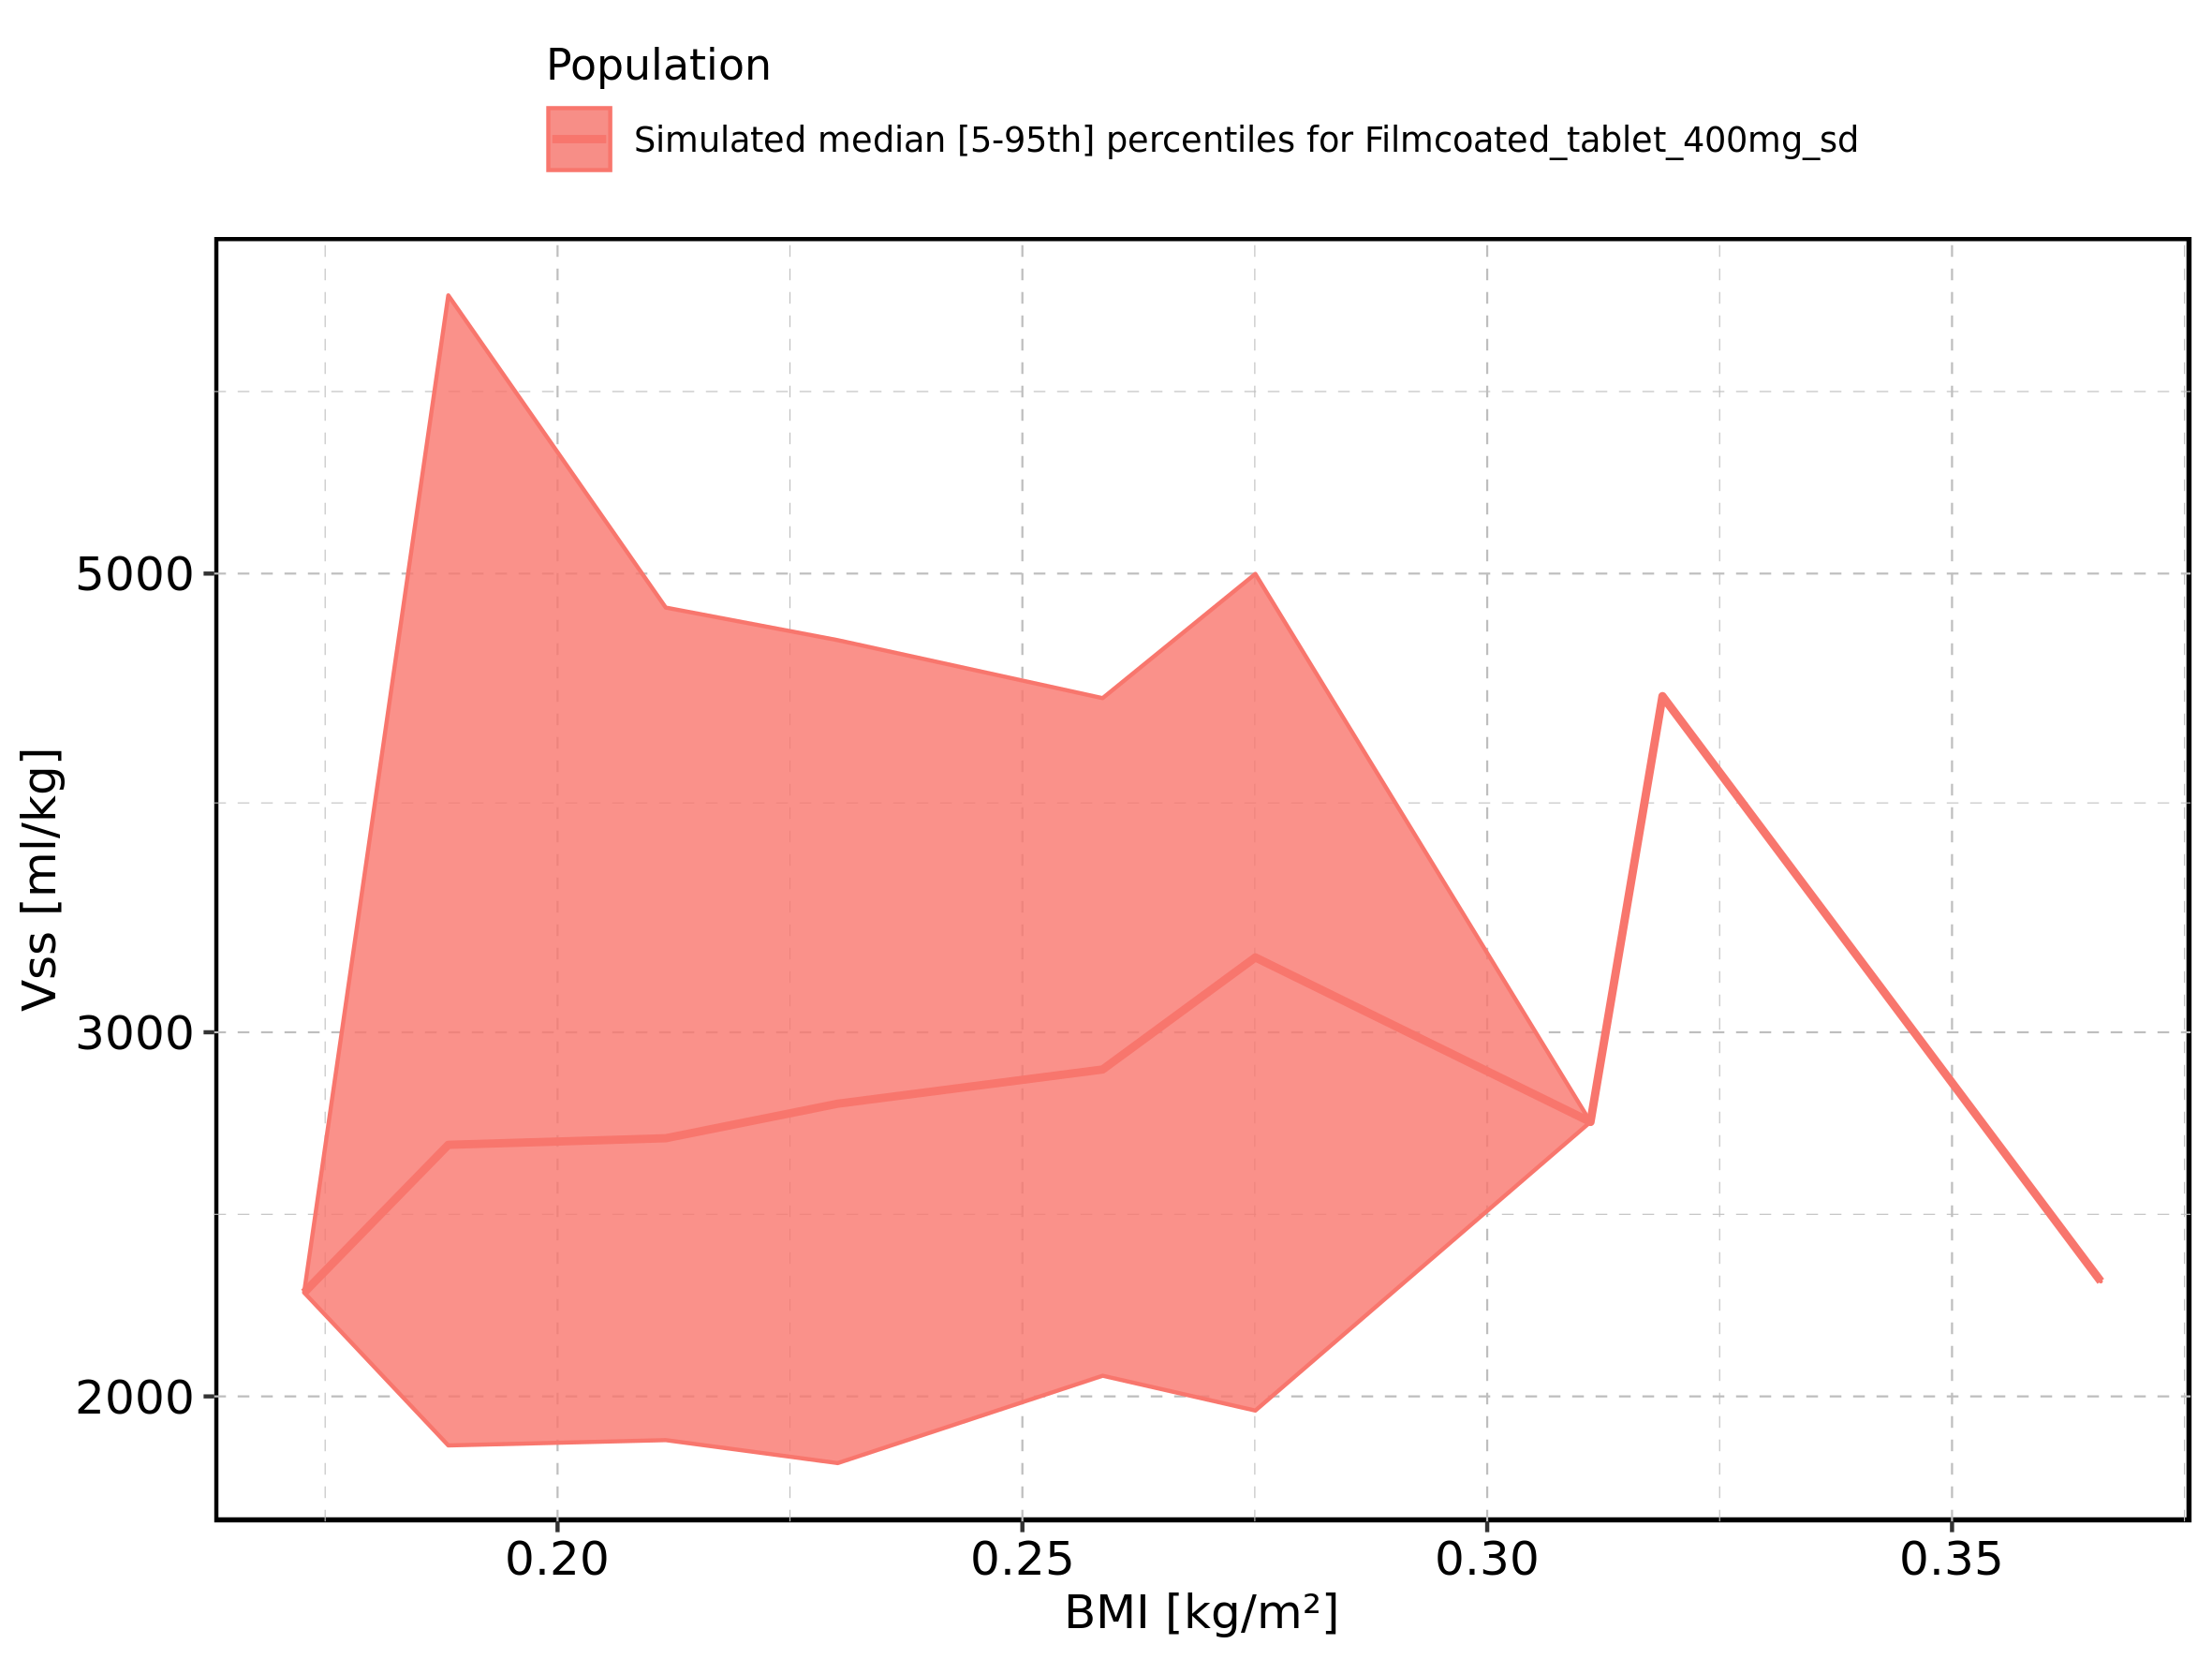 Population
Simulated median [5-95th] percentiles for Filmcoated_tablet_400mg_sd
Vss [ml/kg]
5000
3000
2000
0.20 0.25 0.30 0.35
BMI [kg/m²]